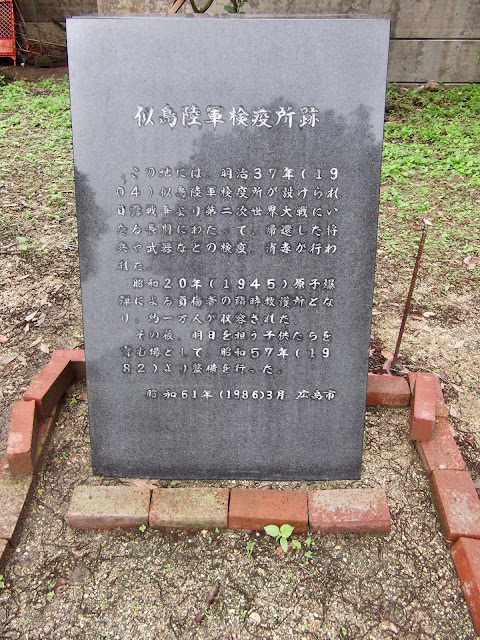 似島陸軍検疫所跡
この地には 明治37年(19
04)似島陸軍検疫所が設けられ
日露戦争より第二次世界大戦にい
たる長期にわたって、帰還した将
兵や武器などの検疫、消毒が行わ
れた。
昭和20年(1945)原子爆
弾による負傷者の臨時救護所とな
り、約一万人が収容された。
その後、明日を担う子供たちを
育む場として、昭和57年(19
82)より整備を行った。
昭和61年(1986)3月 広島市